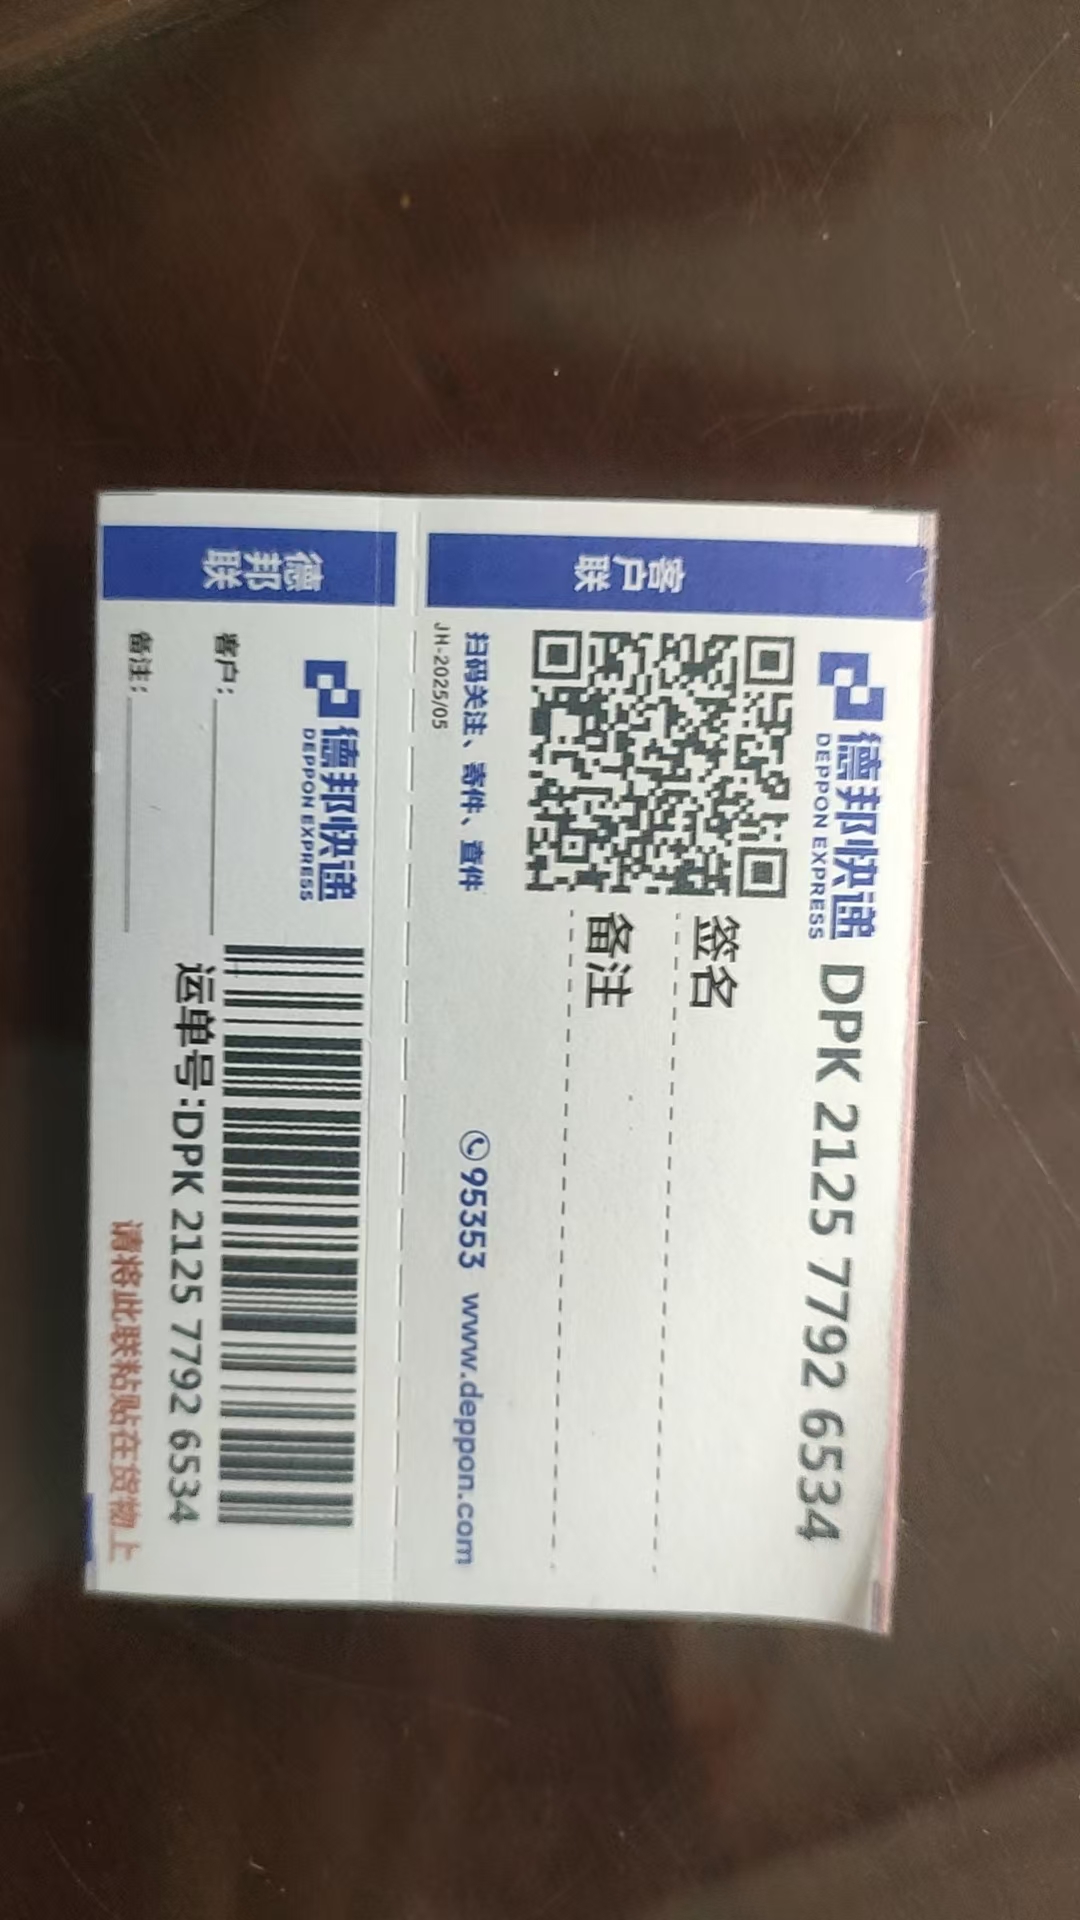 客户联
德邦快递
DEPPON EXPRESS
DPK 2125 7792 6534
签名
备注
扫码关注、寄件、查件
95353 www.deppon.com
JH-2025/05
德邦联
德邦快递
DEPPON EXPRESS
客户:
备注:
运单号:DPK 2125 7792 6534
请将此联粘贴在货物上